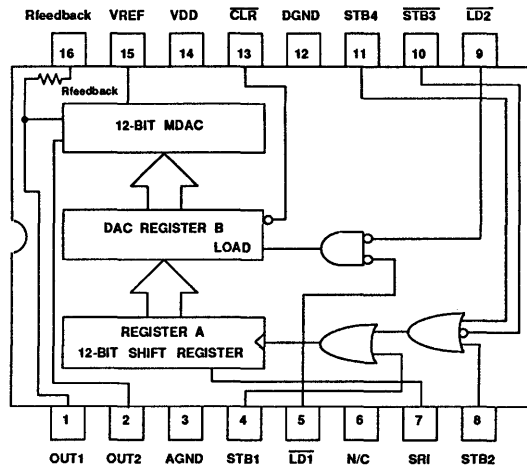 Rfeedback VREF VDD CLR DGND STB4 STB3 LD2
16 15 14 13 12 11 10 9
Rfeedback
12-BIT MDAC
DAC REGISTER B
LOAD
REGISTER A
12-BIT SHIFT REGISTER
1 2 3 4 5 6 7 8
OUT1 OUT2 AGND STB1 LD1 N/C SRI STB2